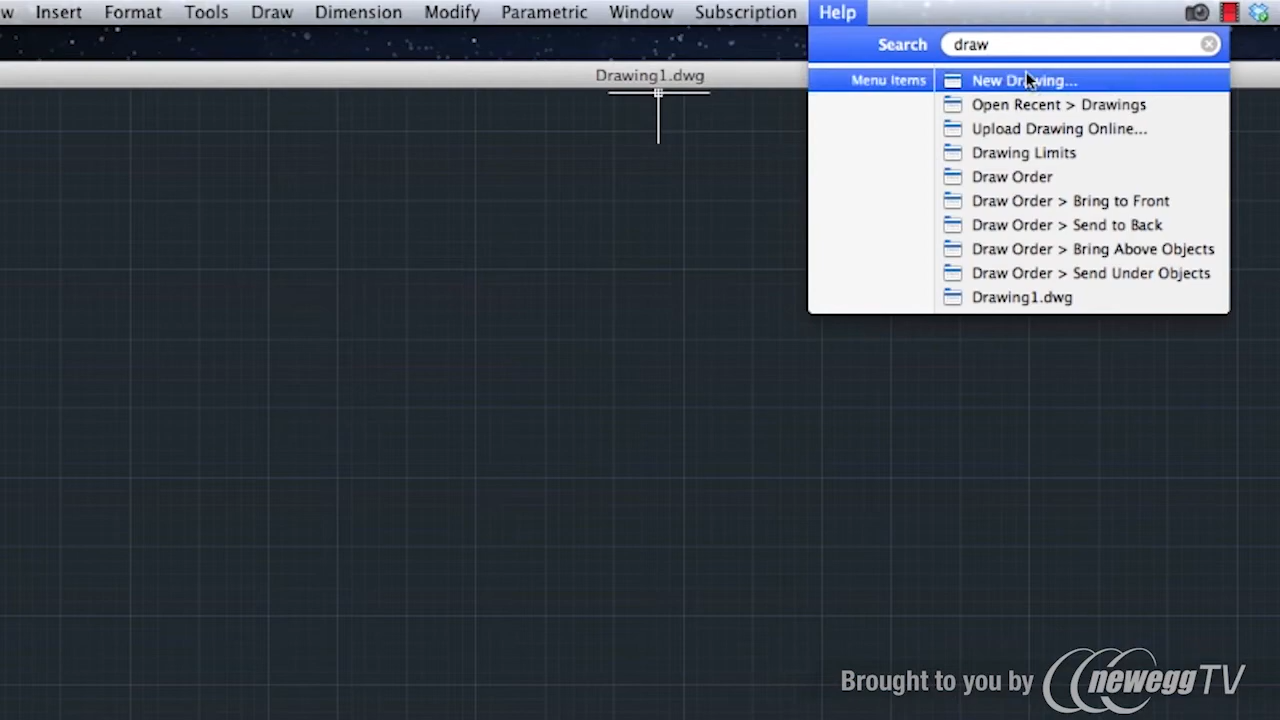 w Insert Format Tools Draw Dimension Modify Parametric Window Subscription Help
Search draw
Drawing1.dwg
Menu Items New Drawing...
Open Recent > Drawings
Upload Drawing Online...
Drawing Limits
Draw Order
Draw Order > Bring to Front
Draw Order > Send to Back
Draw Order > Bring Above Objects
Draw Order > Send Under Objects
Drawing1.dwg
Brought to you by newegg TV